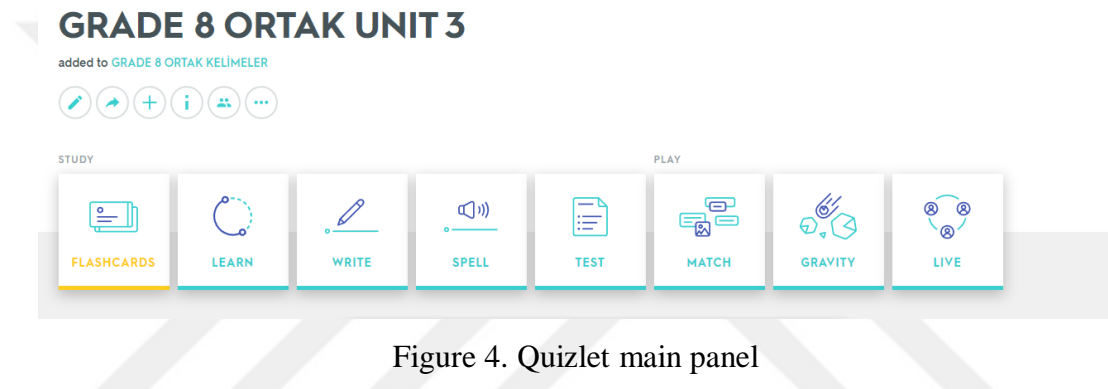 GRADE 8 ORTAK UNIT 3
added to GRADE 8 ORTAK KELİMELER
STUDY PLAY
FLASHCARDS LEARN WRITE SPELL TEST MATCH GRAVITY LIVE
Figure 4. Quizlet main panel